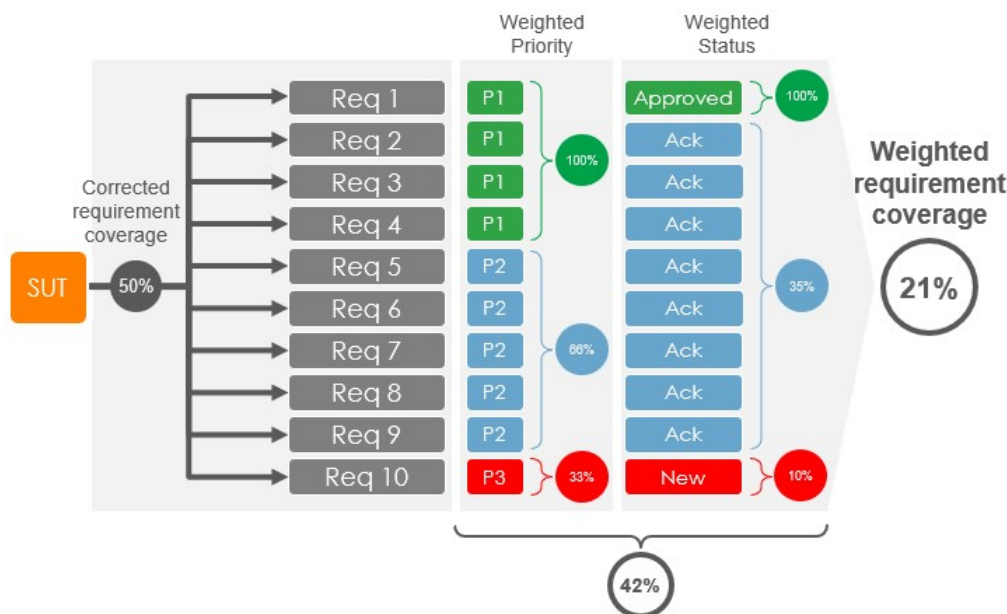 Weighted
Priority
Weighted
Status
Req 1
P1
Approved
100%
Req 2
P1
Ack
100%
Weighted
requirement
coverage
Req 3
P1
Ack
Corrected
requirement
coverage
Req 4
P1
Ack
SUT
50%
Req 5
P2
Ack
35%
21%
Req 6
P2
Ack
Req 7
P2
Ack
66%
Req 8
P2
Ack
Req 9
P2
Ack
Req 10
P3
33%
New
10%
42%